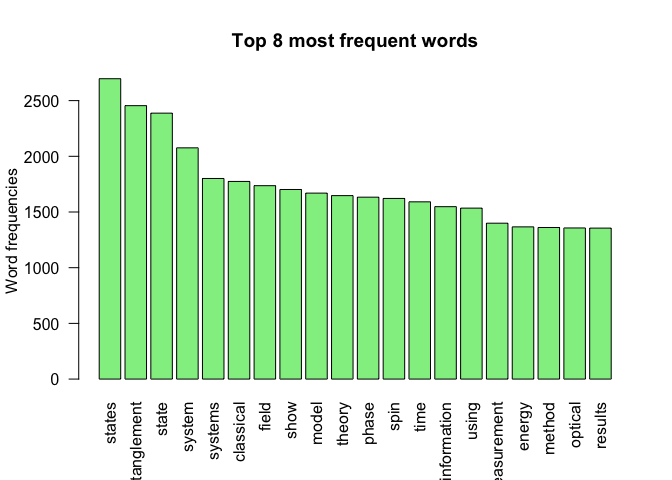 Top 8 most frequent words
Word frequencies
2500
2000
1500
1000
500
0
states
tanglement
state
system
systems
classical
field
show
model
theory
phase
spin
time
information
using
easurement
energy
method
optical
results